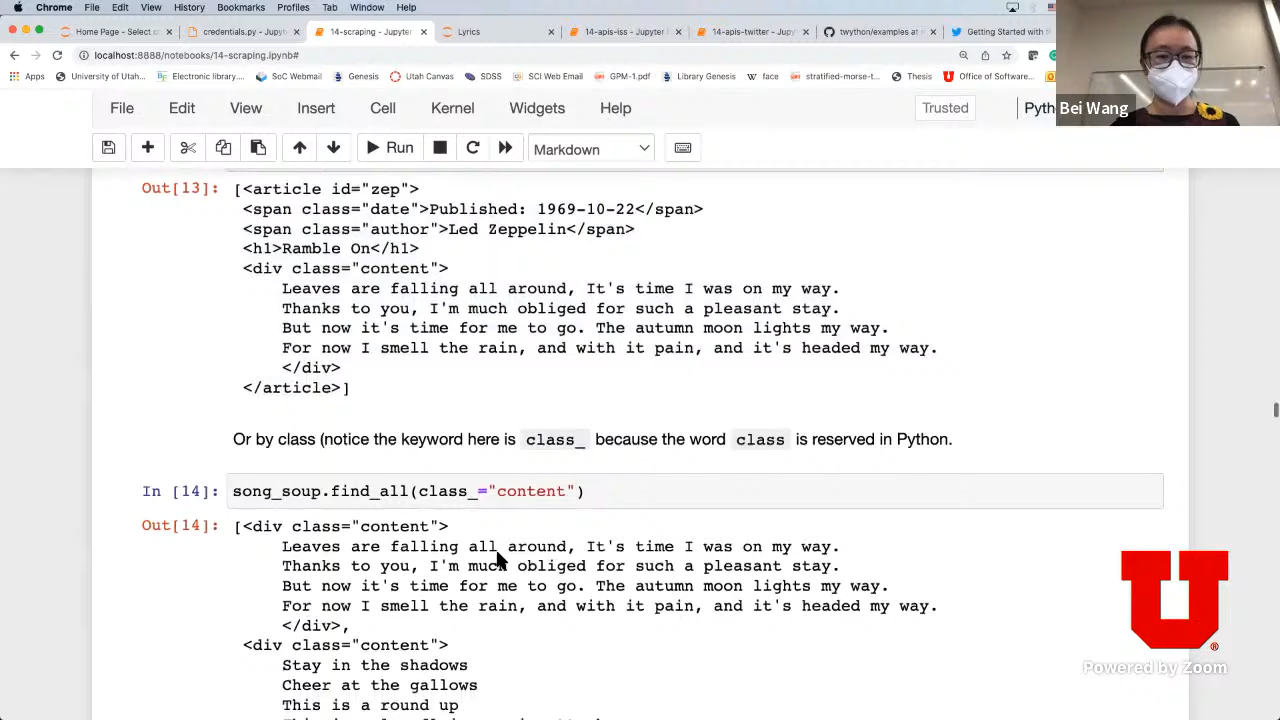 Chrome File Edit View History Bookmarks Profiles Tab Window Help
Home Page - Select c credentials.py - Jupyte 14-scraping - Jupyter Lyrics 14-apis-iss - Jupyter 14-apis-twitter - Jupy twython/examples at Getting Started with t
localhost:8888/notebooks/14-scraping.ipynb#
Apps University of Utah... Electronic library.... SoC Webmail Genesis Utah Canvas SDSS SCI Web Email GPM-1.pdf Library Genesis face stratified-morse-t... Thesis Office of Software...
Bei Wang
File Edit View Insert Cell Kernel Widgets Help Trusted Pyth
Run Markdown
Out[13]: [<article id="zep">
<span class="date">Published: 1969-10-22</span>
<span class="author">Led Zeppelin</span>
<h1>Ramble On</h1>
<div class="content">
Leaves are falling all around, It's time I was on my way.
Thanks to you, I'm much obliged for such a pleasant stay.
But now it's time for me to go. The autumn moon lights my way.
For now I smell the rain, and with it pain, and it's headed my way.
</div>
</article>]
Or by class (notice the keyword here is class_ because the word class is reserved in Python.
In [14]: song_soup.find_all(class_="content")
Out[14]: [<div class="content">
Leaves are falling all around, It's time I was on my way.
Thanks to you, I'm much obliged for such a pleasant stay.
But now it's time for me to go. The autumn moon lights my way.
For now I smell the rain, and with it pain, and it's headed my way.
</div>,
<div class="content">
Stay in the shadows
Cheer at the gallows
This is a round up
U
Powered by Zoom